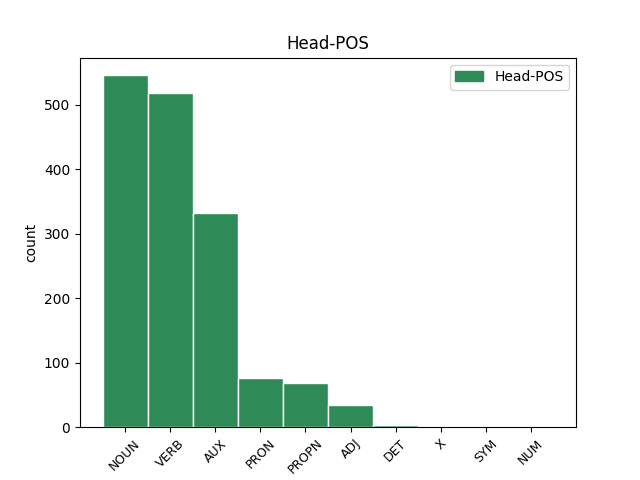 Head-POS
Head-POS
count
500
400
300
200
100
0
NOUN VERB AUX PRON PROPN ADJ DET X SYM NUM